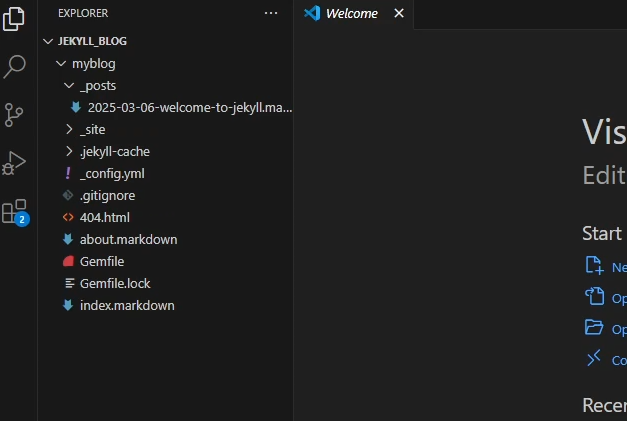 EXPLORER
Welcome
JEKYLL_BLOG
myblog
_posts
2025-03-06-welcome-to-jekyll.ma...
_site
.jekyll-cache
_config.yml
.gitignore
404.html
about.markdown
Gemfile
Gemfile.lock
index.markdown
2
Vis
Edit
Start
Ne
Op
Op
Co
Recer